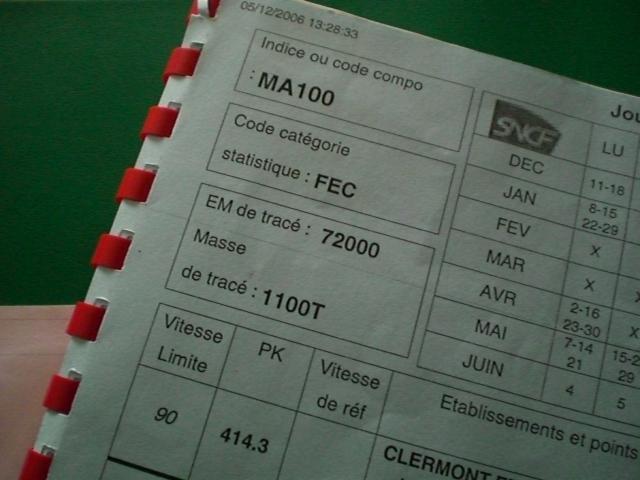 05/12/2006 13:28:33
Indice ou code compo
: MA100
Code catégorie
statistique : FEC
EM de tracé : 72000
Masse
de tracé : 1100T
SNCF
LU
DEC
11-18
JAN
8-15
22-29
FEV
X
MAR
X
AVR
2-16
23-30
X
MAI
7-14
21
29
JUIN
4
5
Vitesse
Limite
PK
Vitesse
de réf
Etablissements et points
90
414.3
CLERMONT